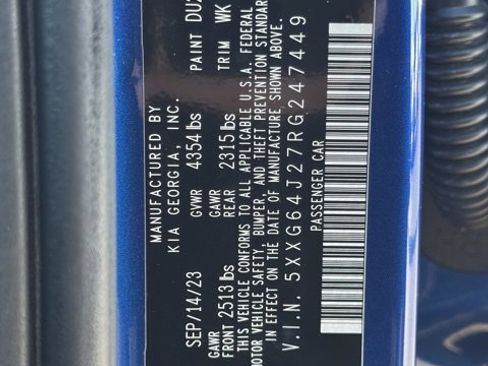 MANUFACTURED BY
KIA GEORGIA, INC.
SEP/14/23 GVWR 4354 lbs PAINT DU
GAWR GAWR TRIM WK
FRONT 2513 lbs REAR 2315 lbs
THIS VEHICLE CONFORMS TO ALL APPLICABLE U.S.A. FEDERAL
MOTOR VEHICLE SAFETY, BUMPER, AND THEFT PREVENTION STANDAR
IN EFFECT ON THE DATE OF MANUFACTURE SHOWN ABOVE.
V.I.N. 5XXG64J27RG247449
PASSENGER CAR